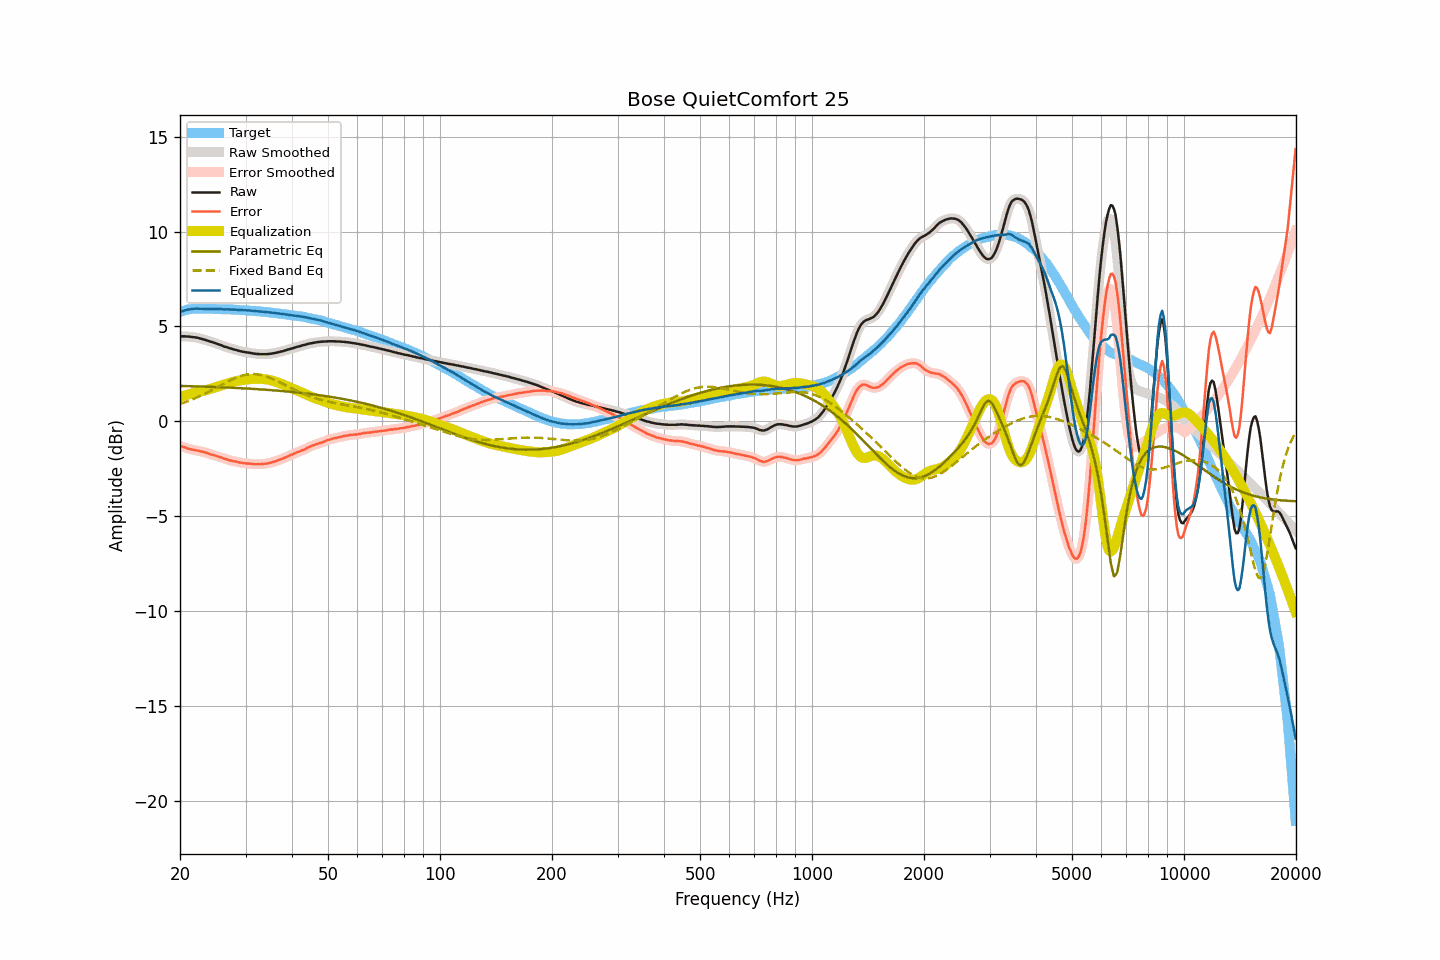 Bose QuietComfort 25
Target
Raw Smoothed
Error Smoothed
Raw
Error
Equalization
Parametric Eq
Fixed Band Eq
Equalized
15
10
5
0
−5
−10
−15
−20
Amplitude (dBr)
20 50 100 200 500 1000 2000 5000 10000 20000
Frequency (Hz)